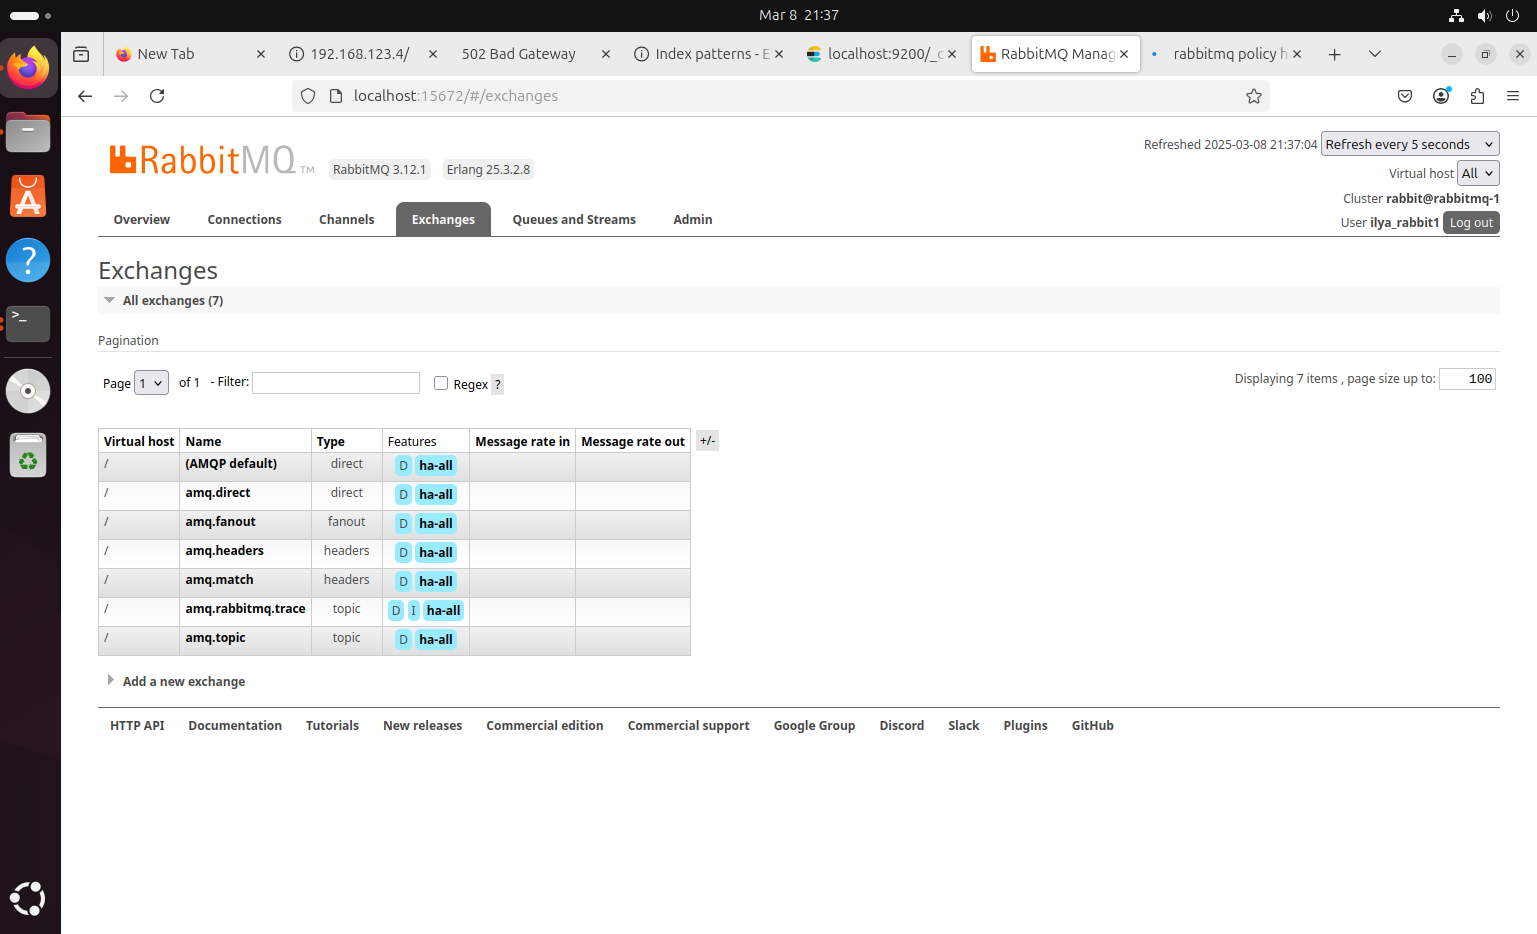 Mar 8 21:37
New Tab
192.168.123.4/
502 Bad Gateway
Index patterns - E
localhost:9200/_c
RabbitMQ Manag
rabbitmq policy h
localhost:15672/#/exchanges
RabbitMQ TM
RabbitMQ 3.12.1
Erlang 25.3.2.8
Refreshed 2025-03-08 21:37:04
Refresh every 5 seconds
Virtual host All
Cluster rabbit@rabbitmq-1
User ilya_rabbit1 Log out
Overview
Connections
Channels
Exchanges
Queues and Streams
Admin
Exchanges
All exchanges (7)
Pagination
Page 1 of 1 - Filter: Regex ?
Displaying 7 items , page size up to: 100
Virtual host Name Type Features Message rate in Message rate out +/-
/ (AMQP default) direct D ha-all
/ amq.direct direct D ha-all
/ amq.fanout fanout D ha-all
/ amq.headers headers D ha-all
/ amq.match headers D ha-all
/ amq.rabbitmq.trace topic D I ha-all
/ amq.topic topic D ha-all
Add a new exchange
HTTP API Documentation Tutorials New releases Commercial edition Commercial support Google Group Discord Slack Plugins GitHub